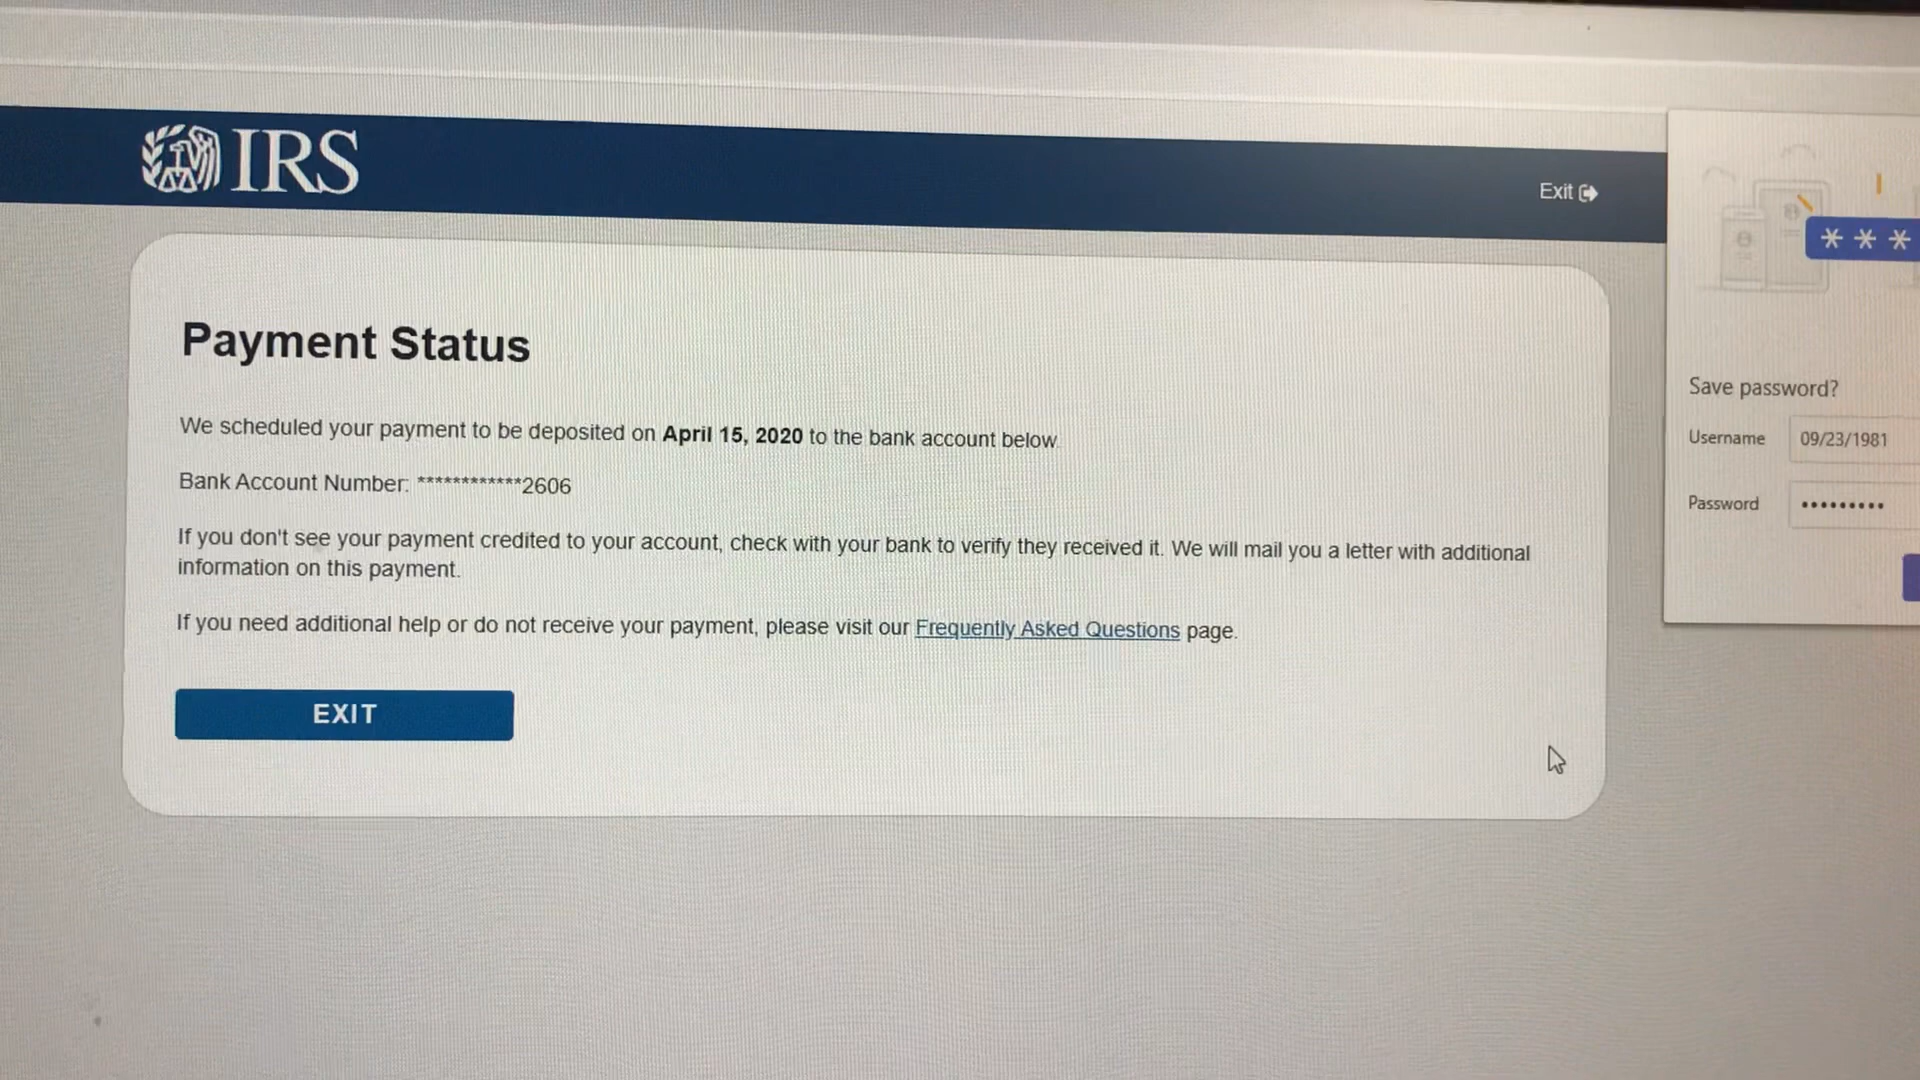 IRS
Exit
Payment Status
We scheduled your payment to be deposited on April 15, 2020 to the bank account below.
Bank Account Number: ************2606
If you don't see your payment credited to your account, check with your bank to verify they received it. We will mail you a letter with additional
information on this payment.
If you need additional help or do not receive your payment, please visit our Frequently Asked Questions page.
EXIT
* * *
Save password?
Username 09/23/1981
Password •••••••••